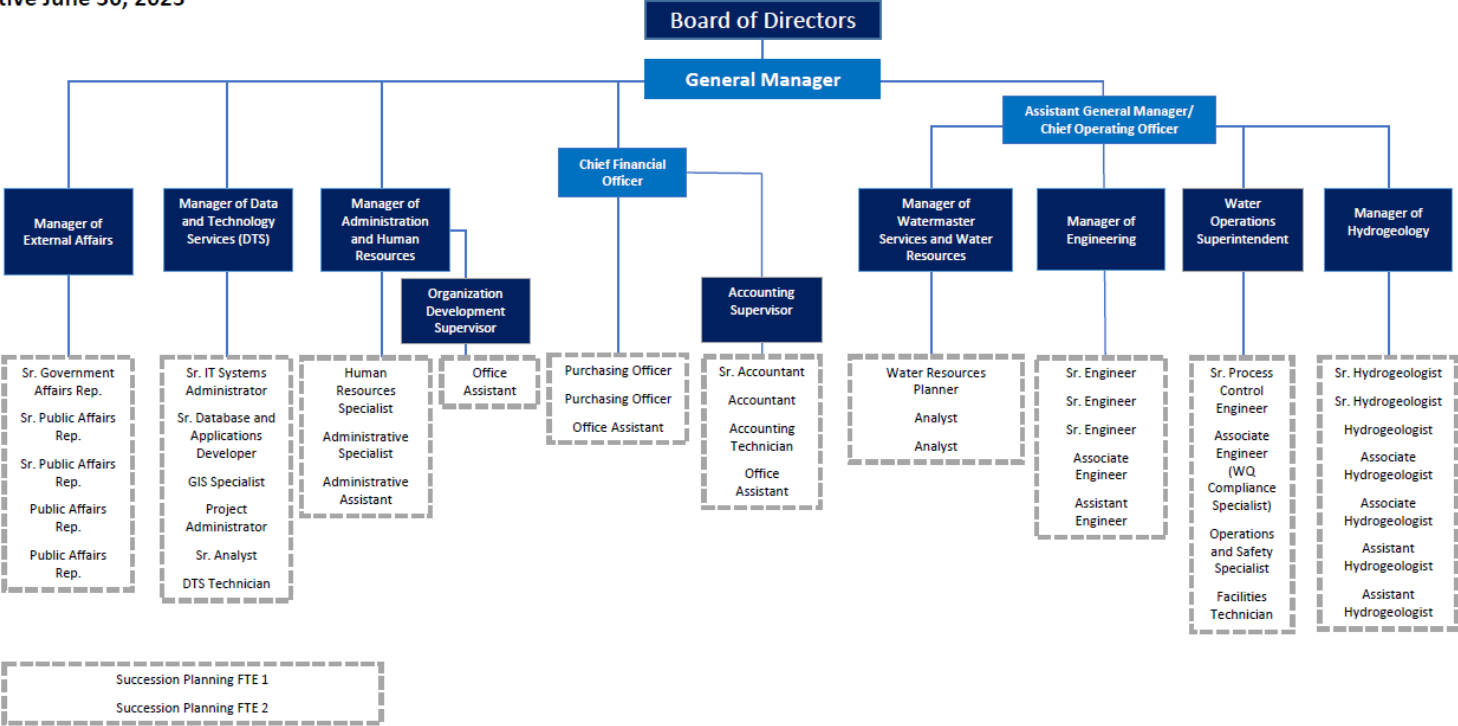 June 30, 2023
Board of Directors
General Manager
Assistant General Manager/
Chief Operating Officer
Chief Financial
Officer
Manager of
External Affairs
Manager of Data
and Technology
Services (DTS)
Manager of
Administration
and Human
Resources
Manager of
Watermaster
Services and Water
Resources
Manager of
Engineering
Water
Operations
Superintendent
Manager of
Hydrogeology
Organization
Development
Supervisor
Accounting
Supervisor
Sr. Government
Affairs Rep.
Sr. Public Affairs
Rep.
Sr. Public Affairs
Rep.
Public Affairs
Rep.
Public Affairs
Rep.
Sr. IT Systems
Administrator
Sr. Database and
Applications
Developer
GIS Specialist
Project
Administrator
Sr. Analyst
DTS Technician
Human
Resources
Specialist
Administrative
Specialist
Administrative
Assistant
Office
Assistant
Purchasing Officer
Purchasing Officer
Office Assistant
Sr. Accountant
Accountant
Accounting
Technician
Office
Assistant
Water Resources
Planner
Analyst
Analyst
Sr. Engineer
Sr. Engineer
Sr. Engineer
Associate
Engineer
Assistant
Engineer
Sr. Process
Control
Engineer
Associate
Engineer
(WQ
Compliance
Specialist)
Operations
and Safety
Specialist
Facilities
Technician
Sr. Hydrogeologist
Sr. Hydrogeologist
Hydrogeologist
Associate
Hydrogeologist
Associate
Hydrogeologist
Assistant
Hydrogeologist
Assistant
Hydrogeologist
Succession Planning FTE 1
Succession Planning FTE 2